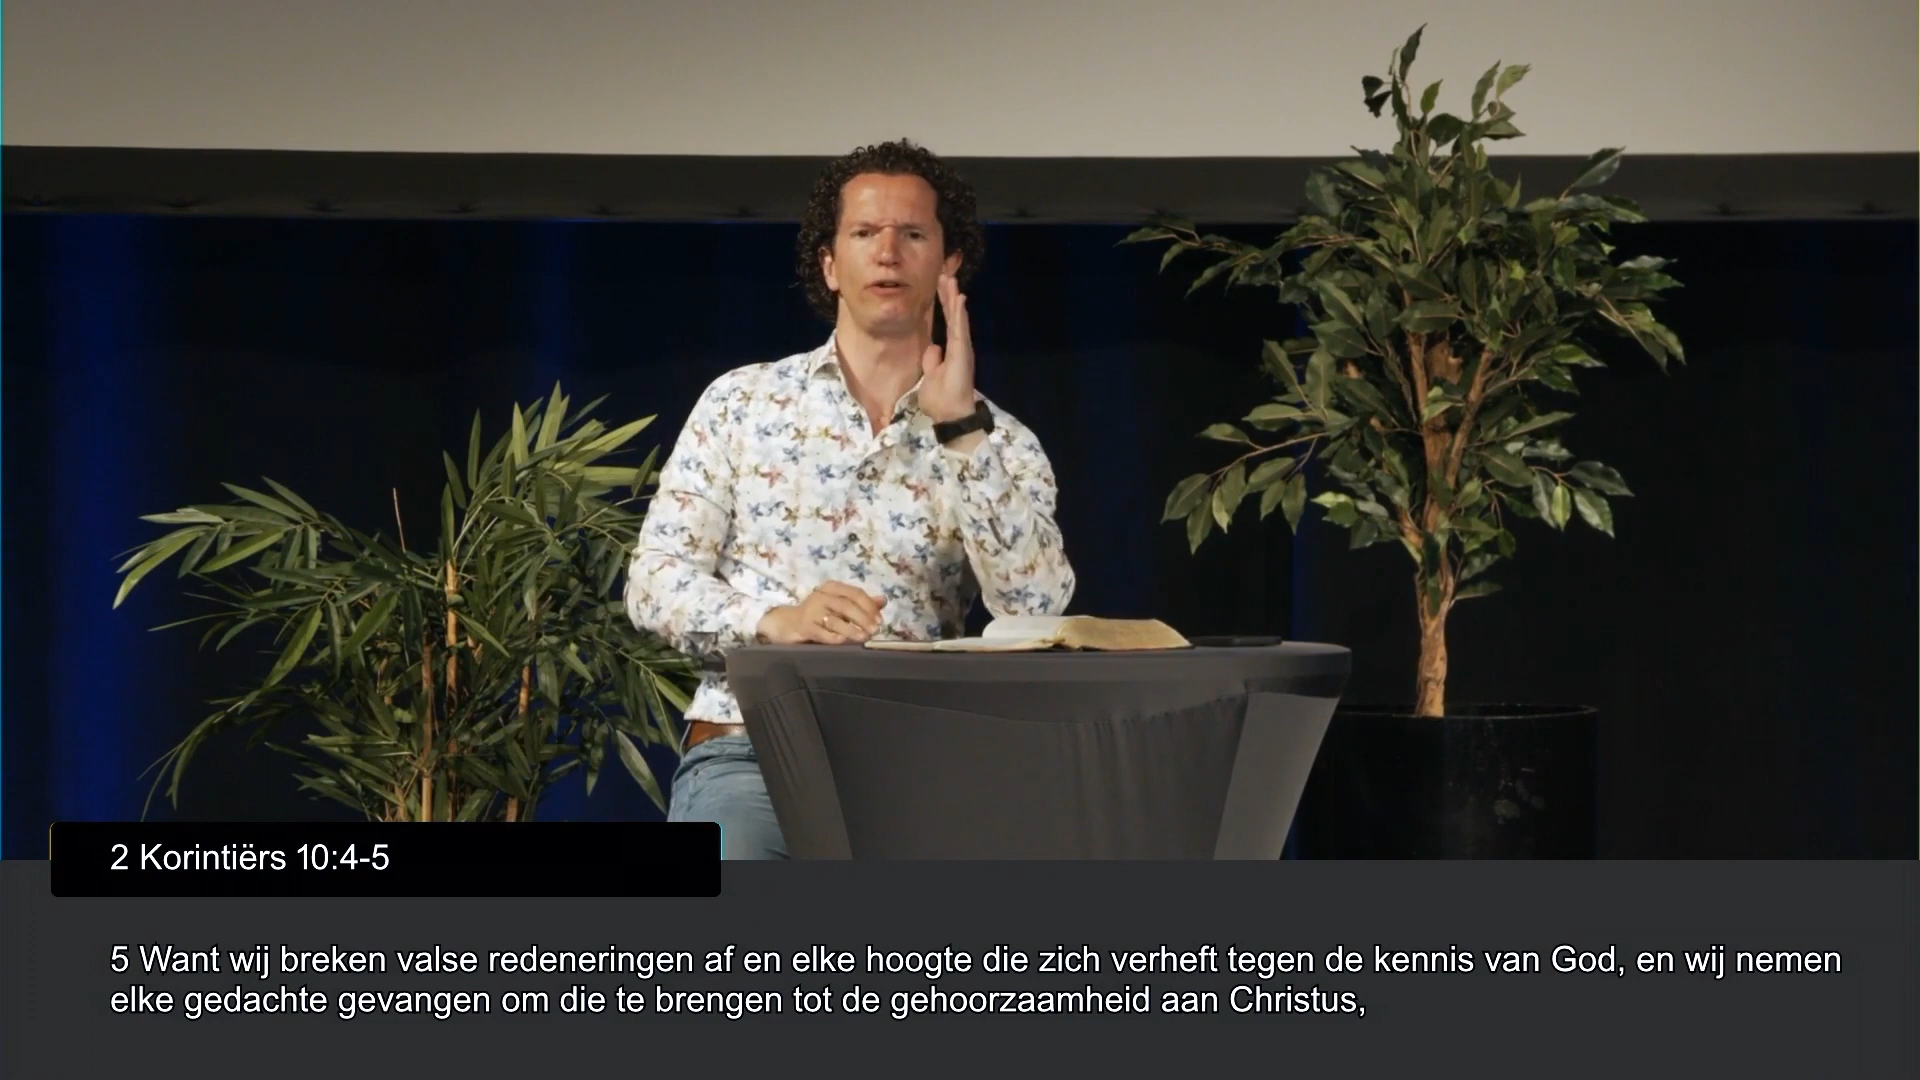 2 Korintiërs 10:4-5
5 Want wij breken valse redeneringen af en elke hoogte die zich verheft tegen de kennis van God, en wij nemen
elke gedachte gevangen om die te brengen tot de gehoorzaamheid aan Christus,